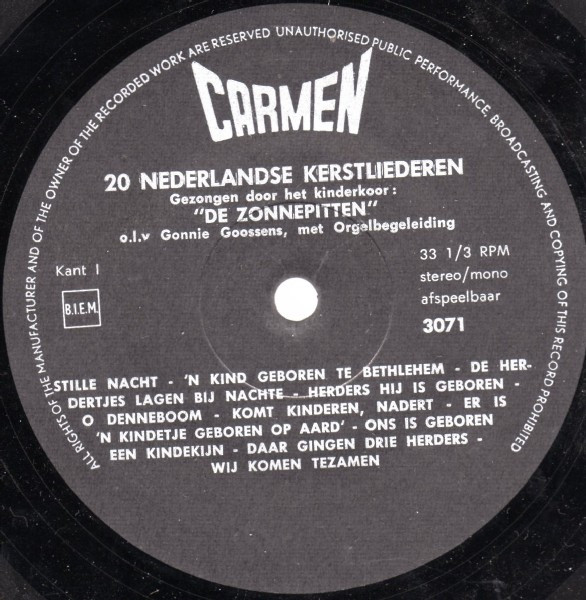 ALL RIGHTS OF THE MANUFACTURER AND OF THE OWNER OF THE RECORDED WORK ARE RESERVED UNAUTHORISED PUBLIC PERFORMANCE, BROADCASTING AND COPYING OF THIS RECORD PROHIBITED
CARMEN
20 NEDERLANDSE KERSTLIEDEREN
Gezongen door het kinderkoor:
"DE ZONNEPITTEN"
o.l.v Gonnie Goossens, met Orgelbegeleiding
Kant I
B.I.E.M.
33 1/3 RPM
stereo/mono
afspeelbaar
3071
STILLE NACHT - 'N KIND GEBOREN TE BETHLEHEM - DE HER-
DERTJES LAGEN BIJ NACHTE - HERDERS HIJ IS GEBOREN -
O DENNEBOOM - KOMT KINDEREN, NADERT - ER IS
'N KINDETJE GEBOREN OP AARD' - ONS IS GEBOREN
EEN KINDEKIJN - DAAR GINGEN DRIE HERDERS -
WIJ KOMEN TEZAMEN